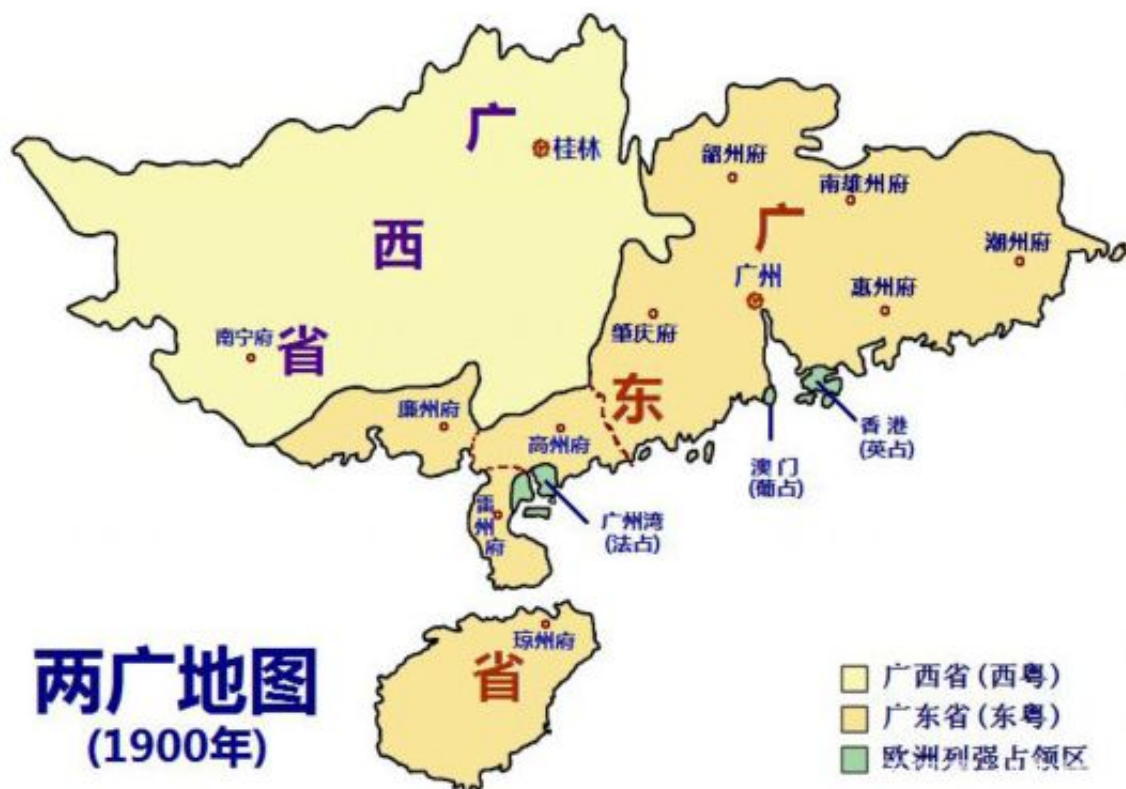 广
西
省
桂林
南宁府
韶州府
南雄州府
广
东
省
广州
潮州府
惠州府
肇庆府
廉州府
高州府
雷
州
府
琼州府
香 港
(英占)
澳 门
(葡占)
广州湾
(法占)
两广地图
(1900年)
广西省(西粤)
广东省(东粤)
欧洲列强占领区